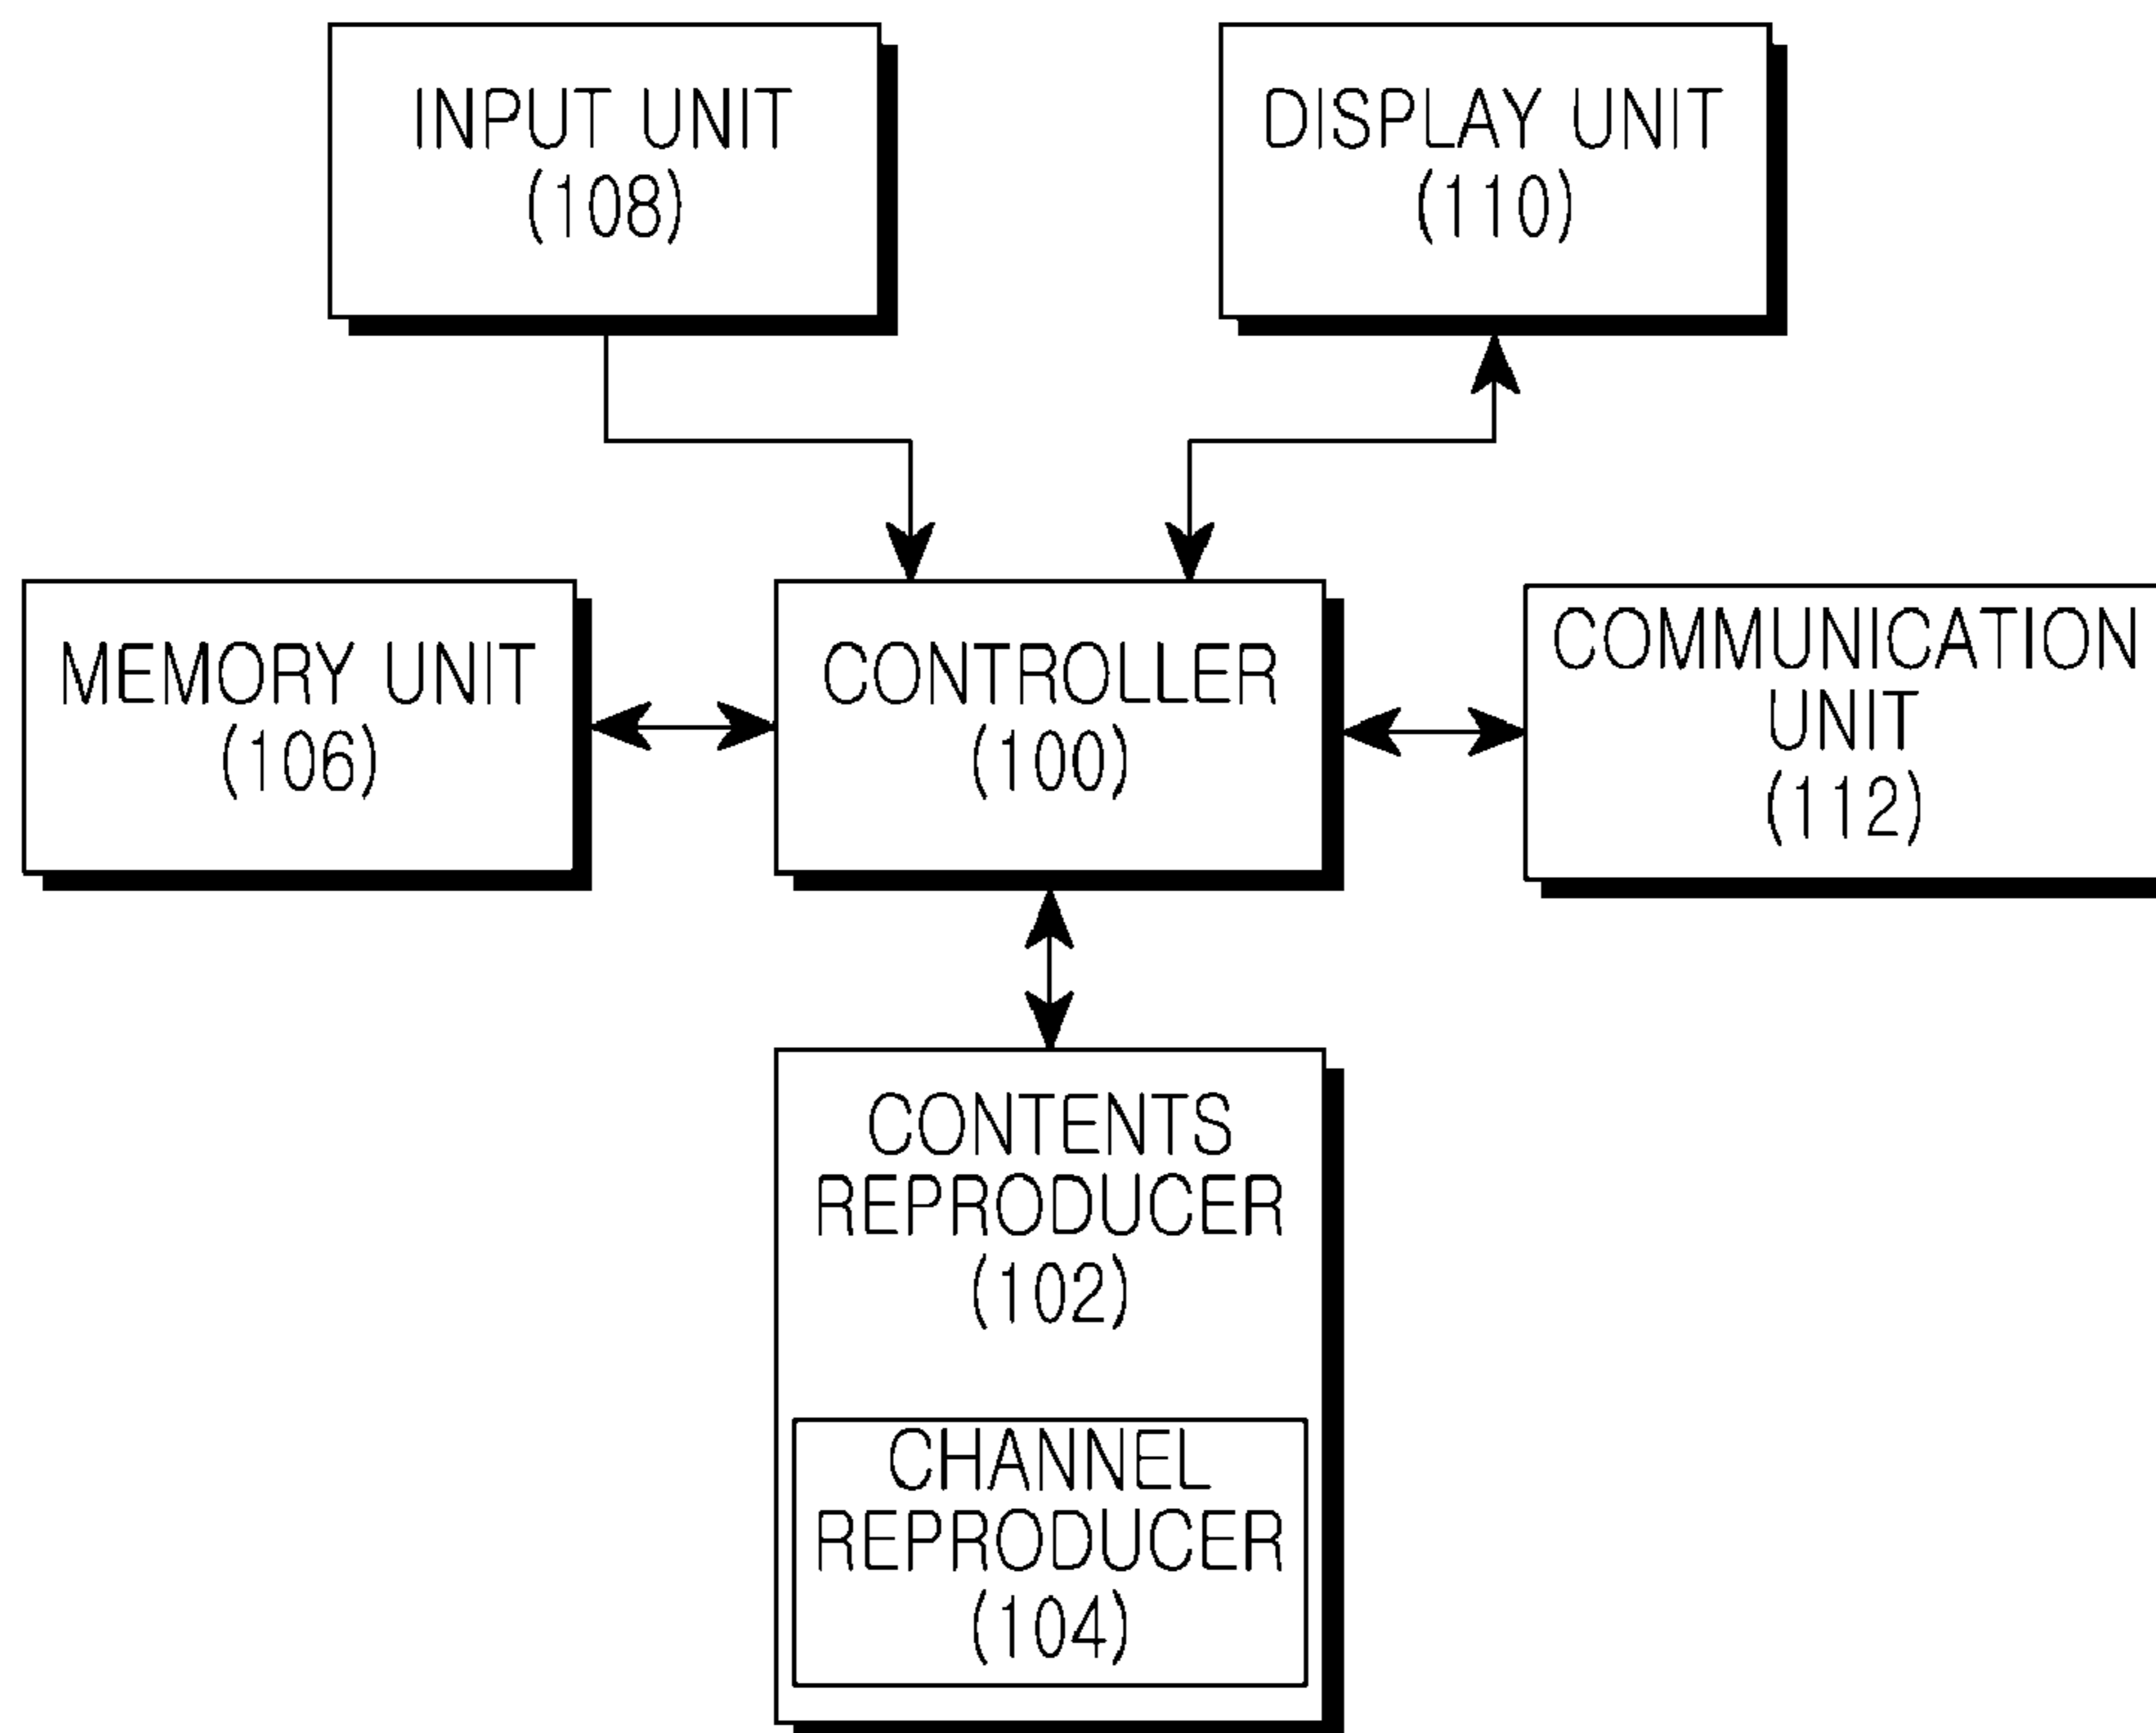 INPUT UNIT
(108)
DISPLAY UNIT
(110)
MEMORY UNIT
(106)
CONTROLLER
(100)
COMMUNICATION
UNIT
(112)
CONTENTS
REPRODUCER
(102)
CHANNEL
REPRODUCER
(104)